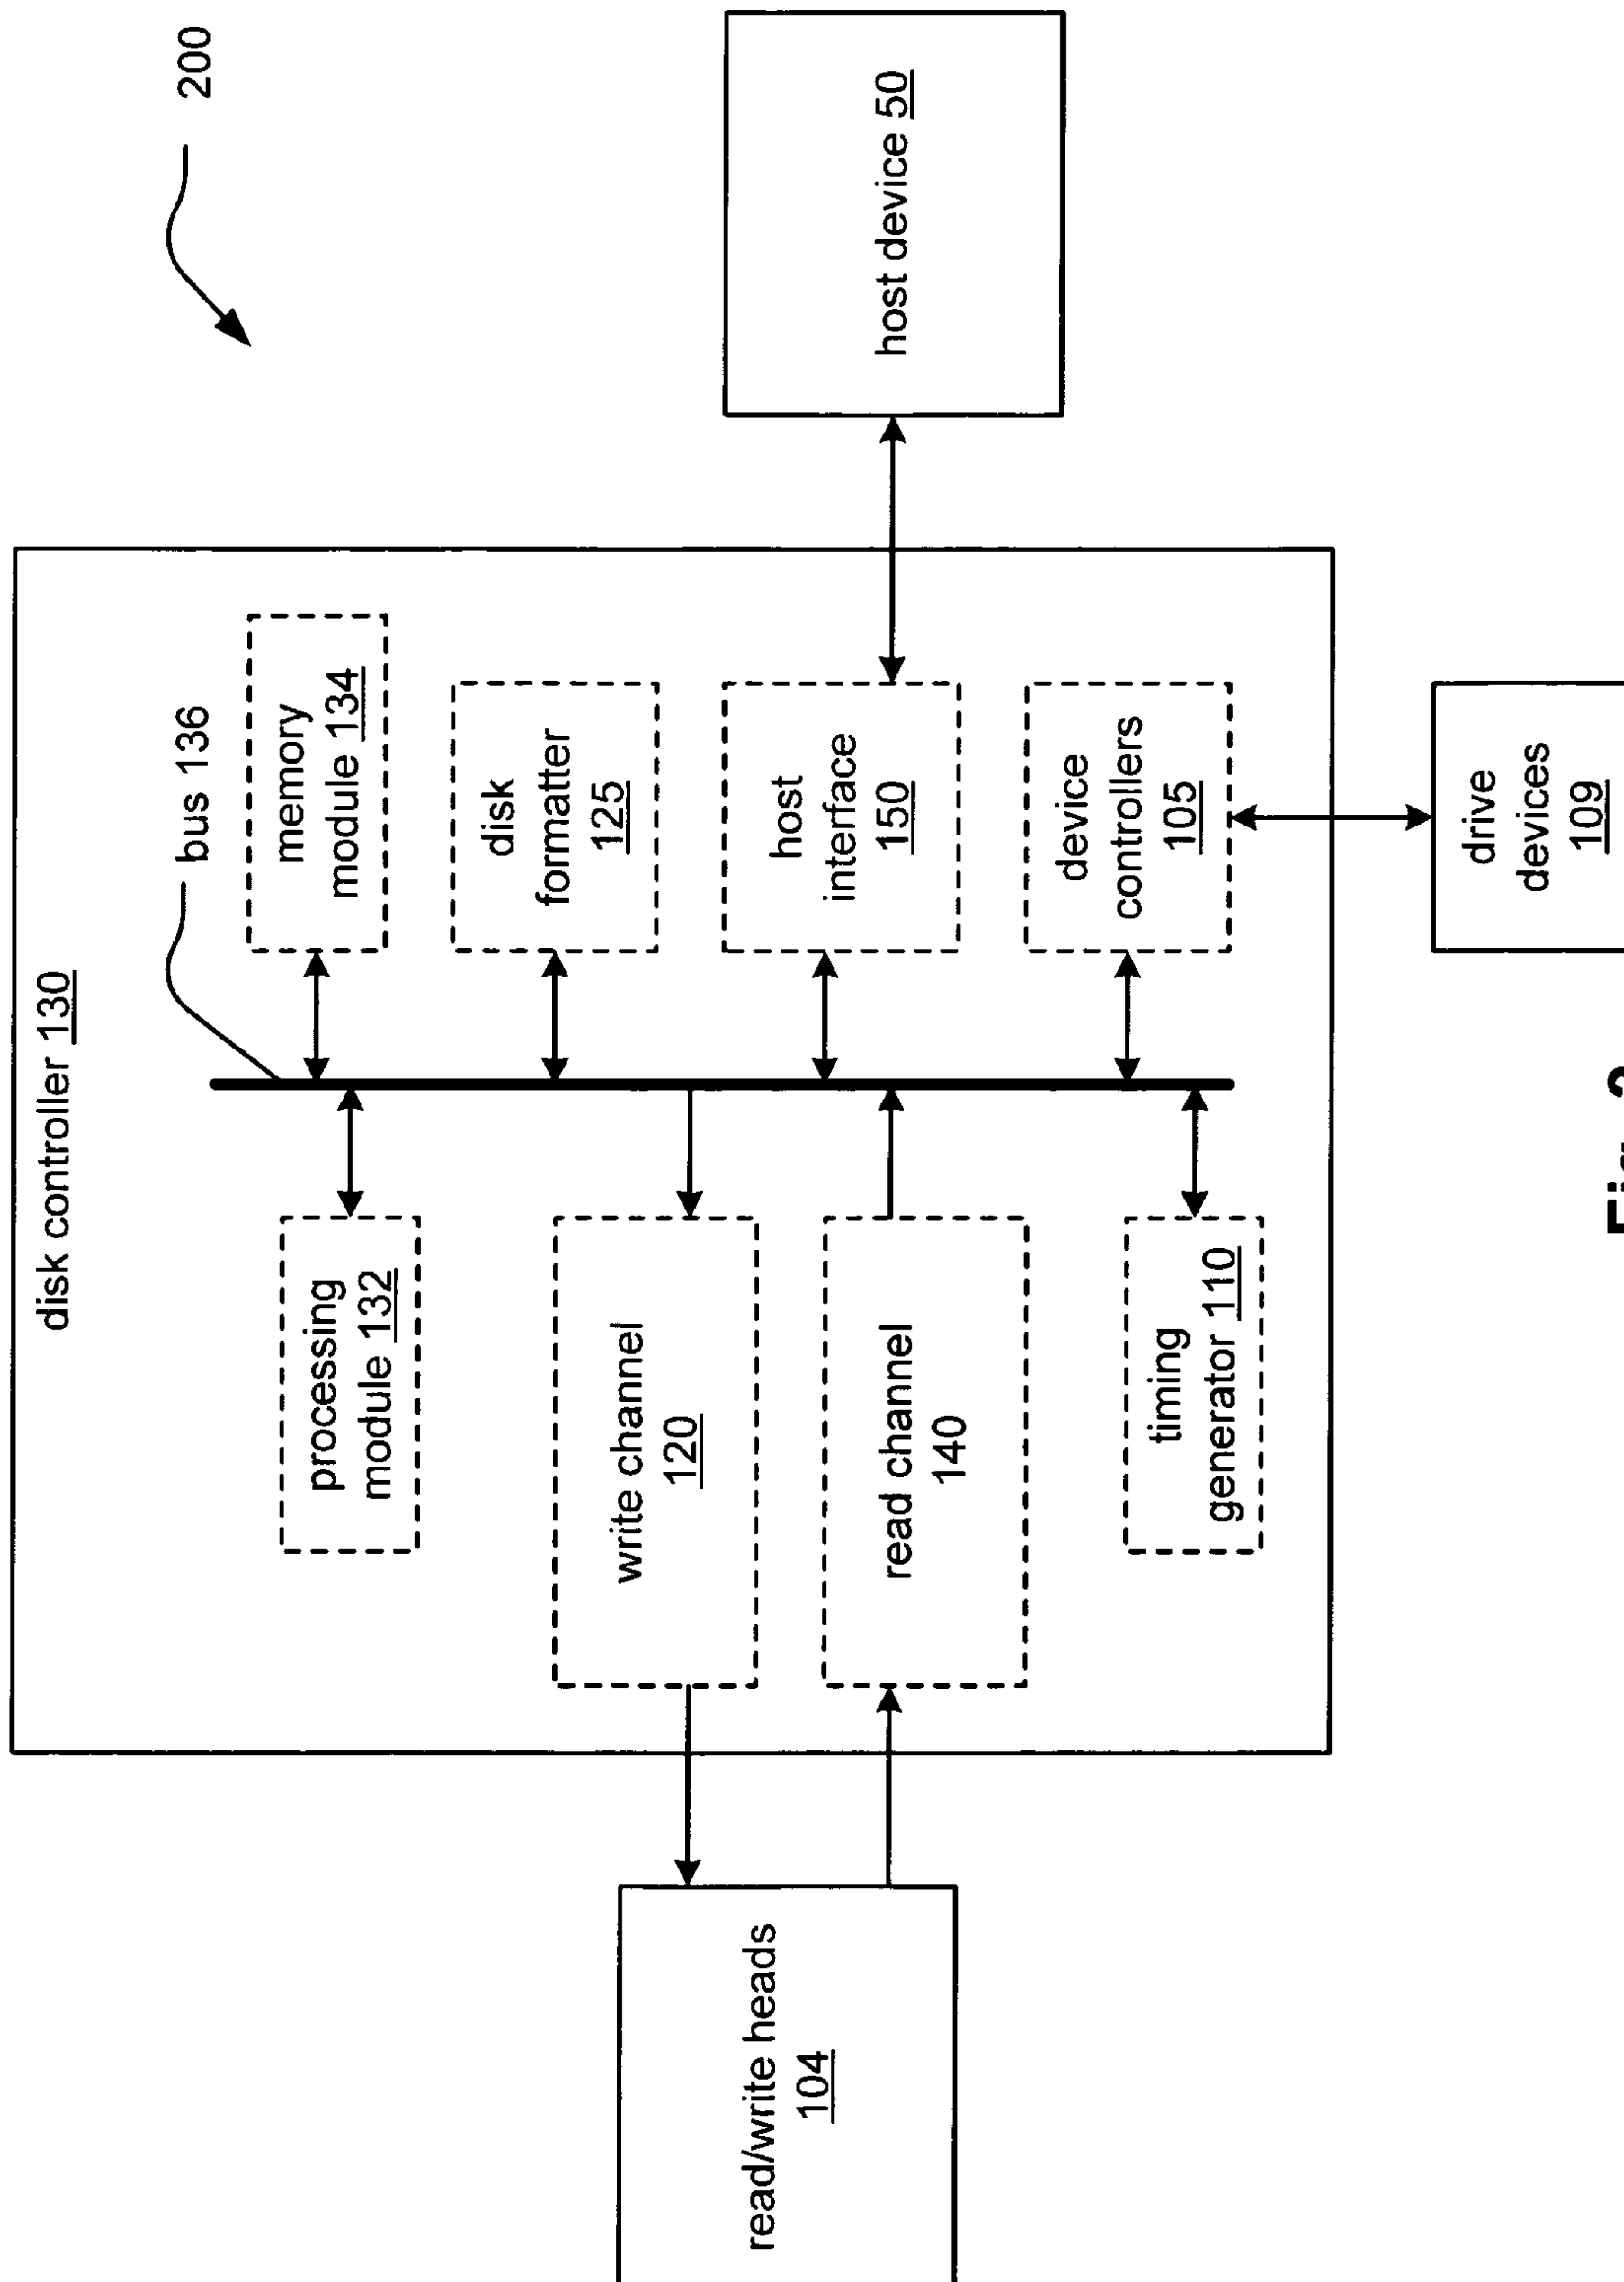 200
disk controller 130
bus 136
processing
module 132
memory
module 134
write channel
120
disk
formatter
125
read channel
140
host
interface
150
timing
generator 110
device
controllers
105
read/write heads
104
host device 50
drive
devices
109